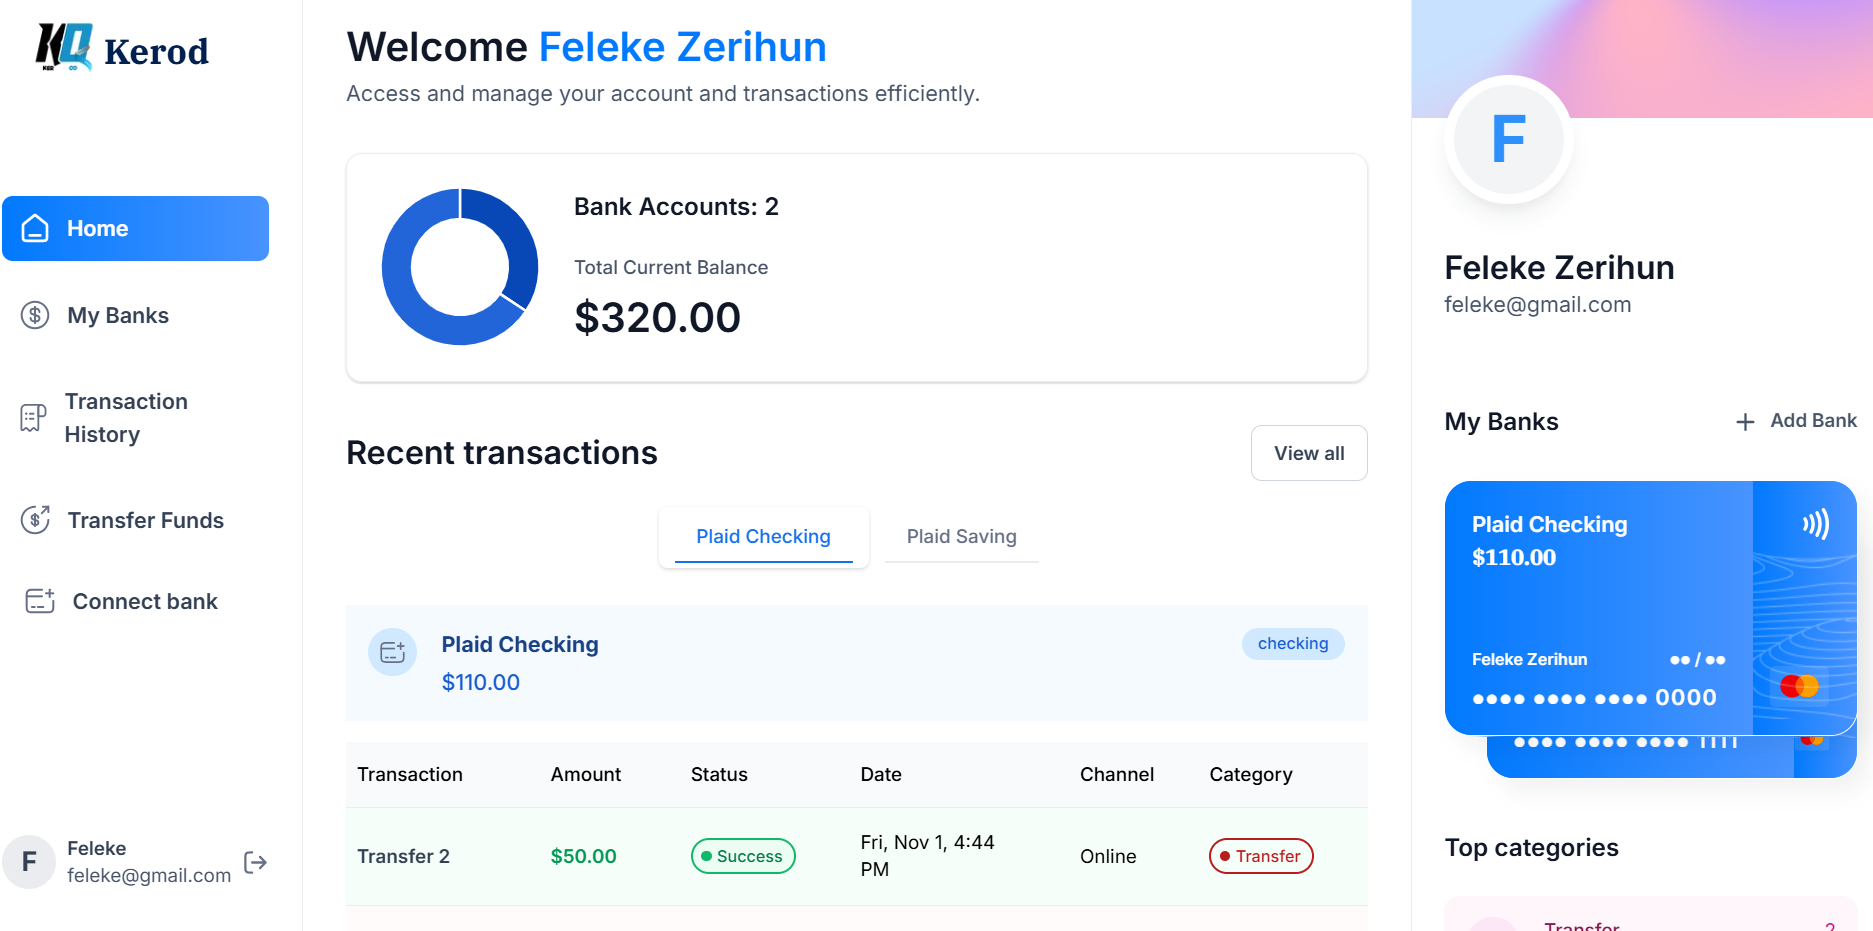 Kerod
Home
My Banks
Transaction
History
Transfer Funds
Connect bank
F
Feleke
feleke@gmail.com
Welcome Feleke Zerihun
Access and manage your account and transactions efficiently.
Bank Accounts: 2
Total Current Balance
$320.00
Recent transactions
View all
Plaid Checking
Plaid Saving
Plaid Checking
checking
$110.00
Transaction Amount Status Date Channel Category
Transfer 2 $50.00 Success Fri, Nov 1, 4:44 PM Online Transfer
F
Feleke Zerihun
feleke@gmail.com
My Banks
+ Add Bank
Plaid Checking
$110.00
Feleke Zerihun ●● / ●●
●●●● ●●●● ●●●● 0000
●●●● ●●●● ●●●● 1111
Top categories
Transfer 2